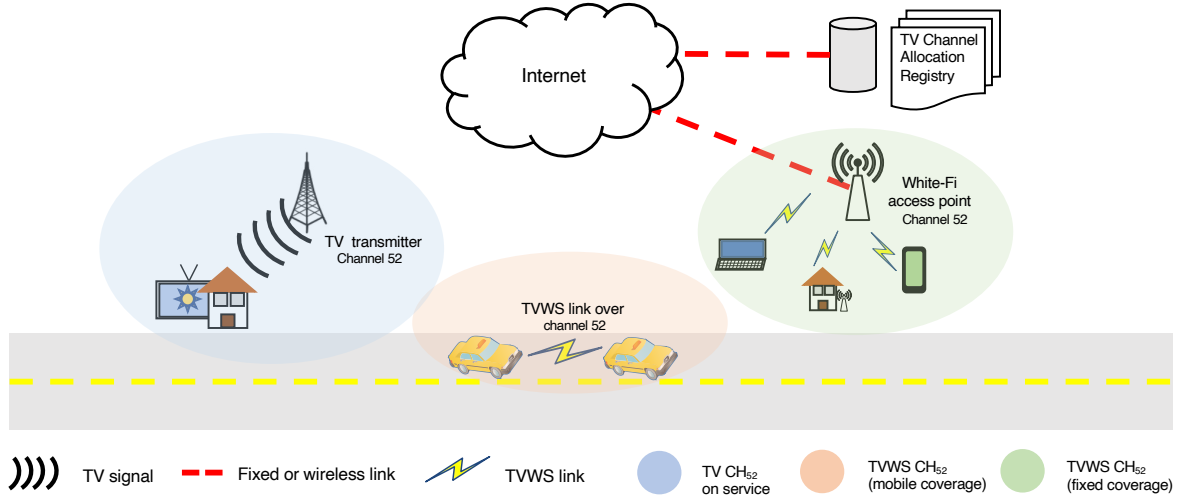 Internet
TV Channel
Allocation
Registry
White-Fi
access point
Channel 52
TV transmitter
Channel 52
TVWS link over
channel 52
TV signal
Fixed or wireless link
TVWS link
TV CH52
on service
TVWS CH52
(mobile coverage)
TVWS CH52
(fixed coverage)